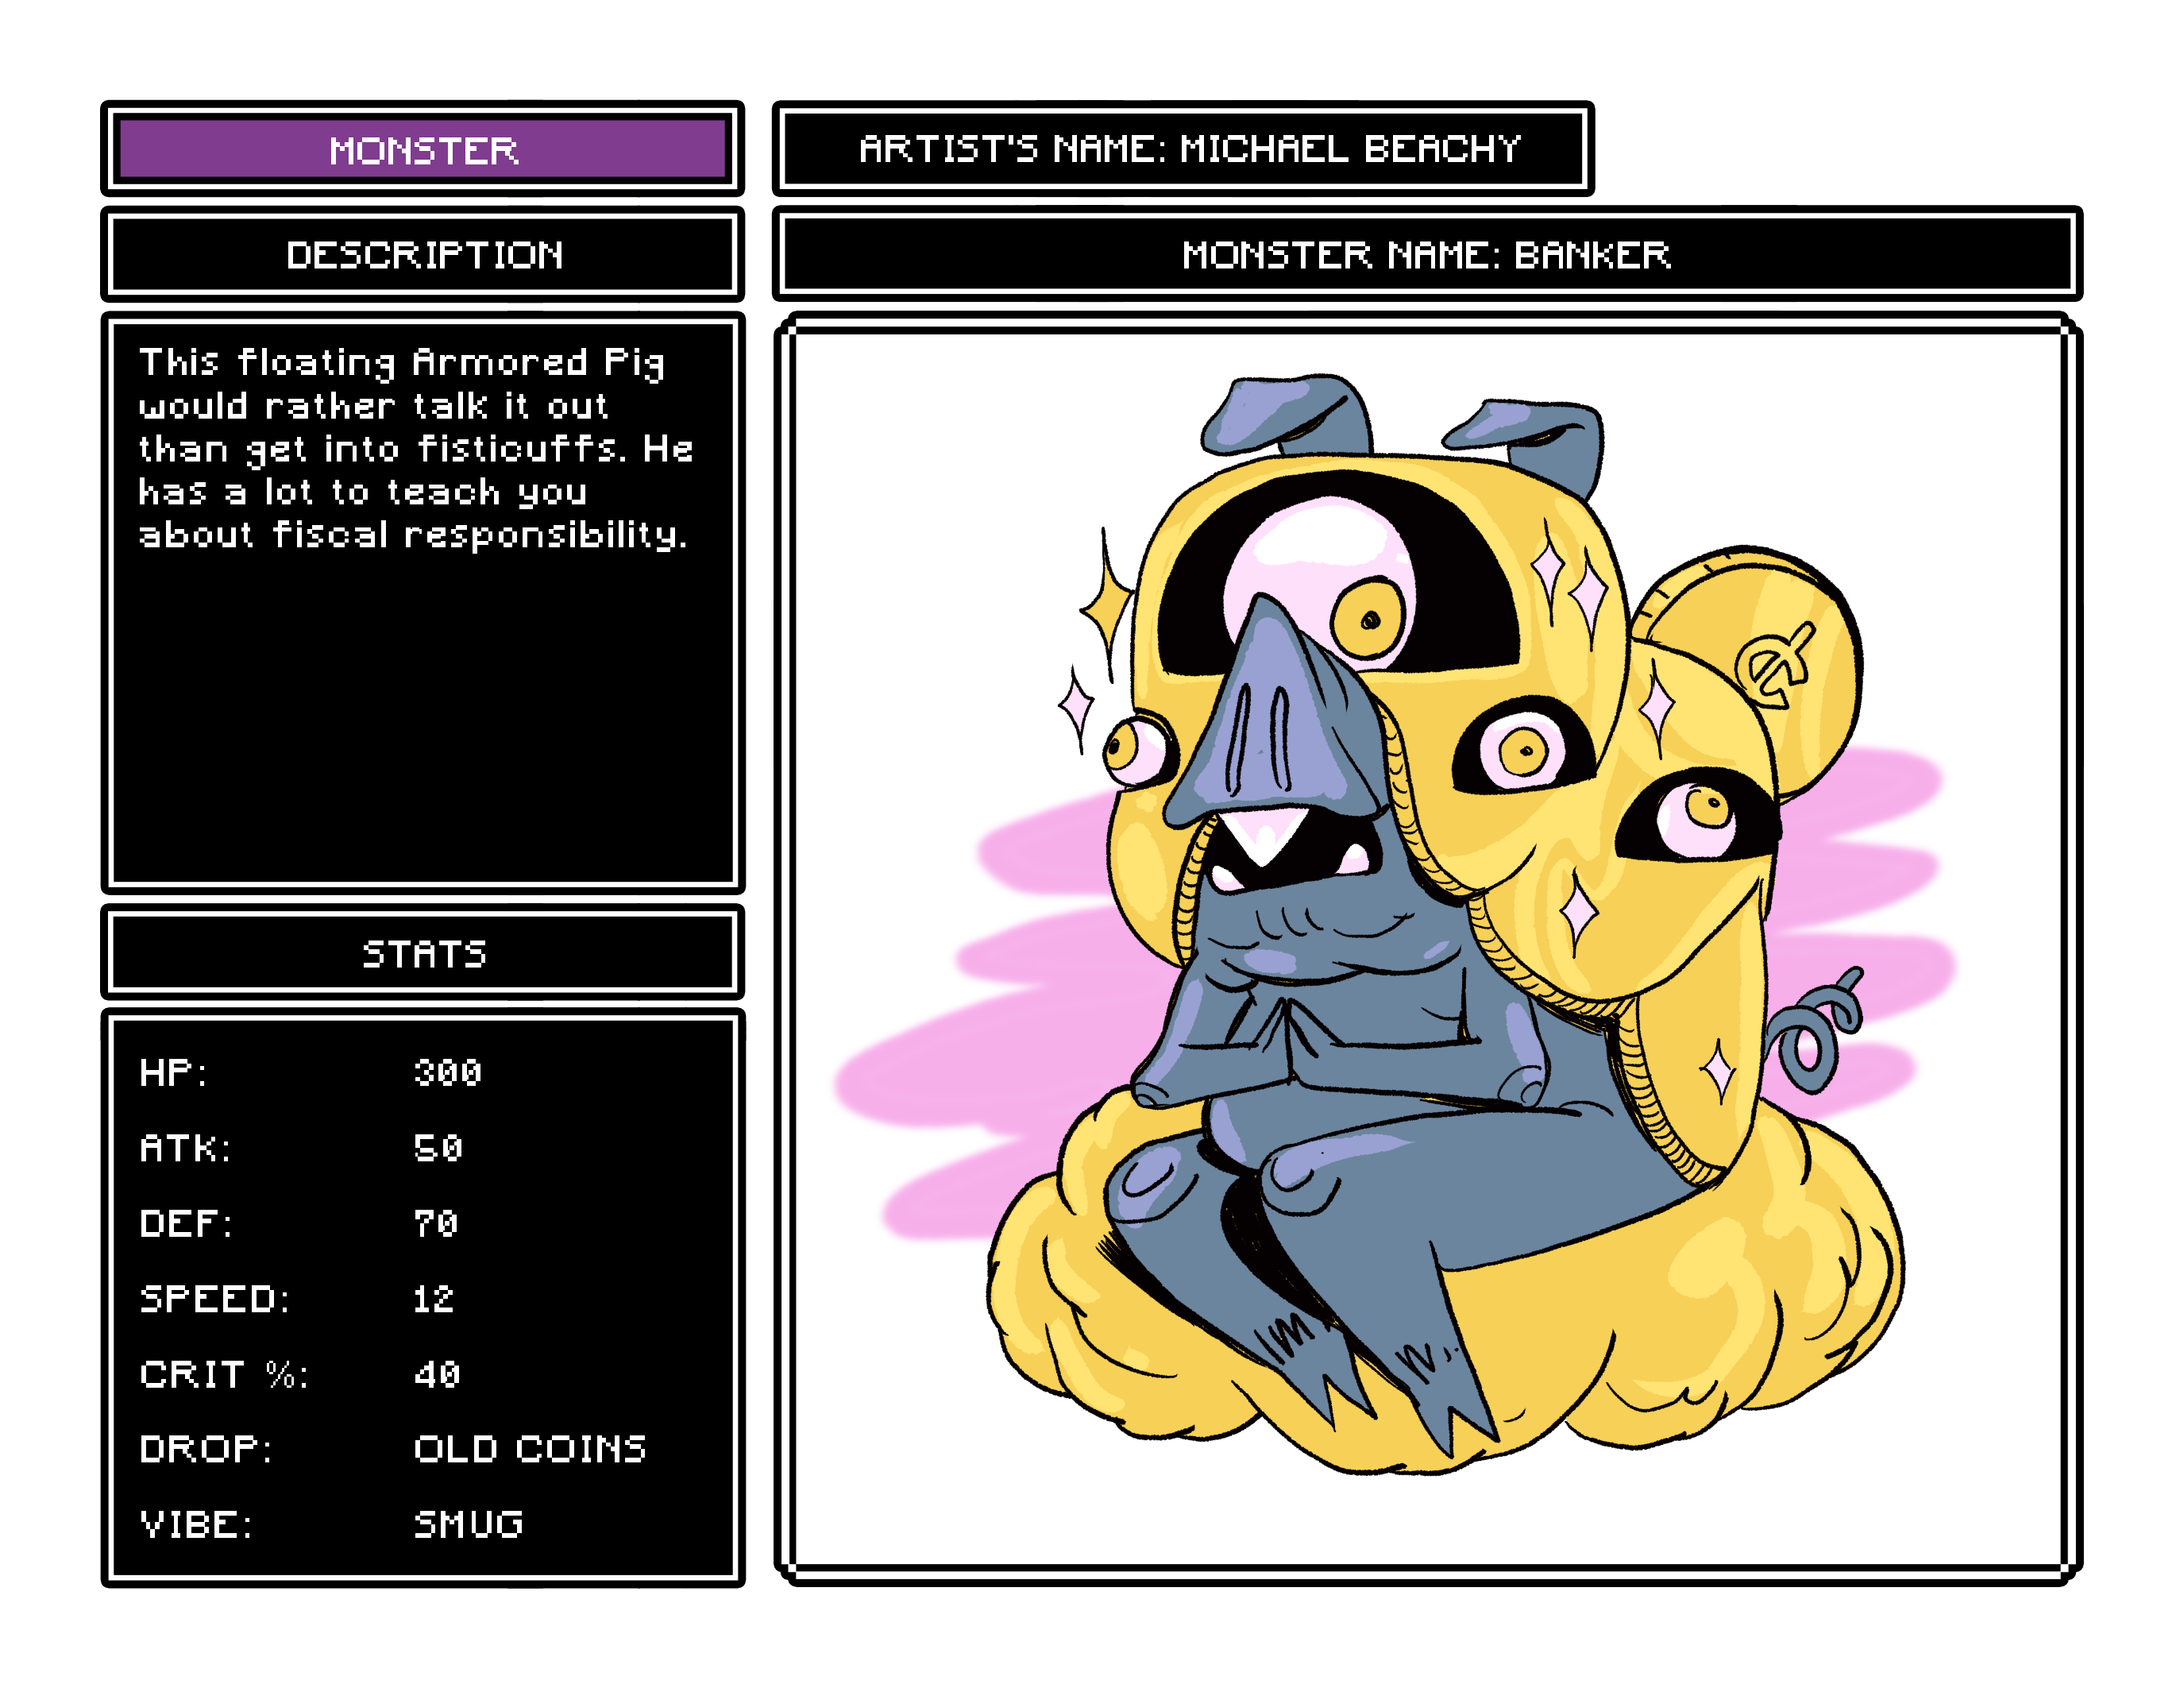 MONSTER
ARTIST'S NAME: MICHAEL BEACHY
DESCRIPTION
MONSTER NAME: BANKER
This floating Armored Pig
would rather talk it out
than get into fisticuffs. He
has a lot to teach you
about fiscal responsibility.
¢
STATS
HP: 300
ATK: 50
DEF: 70
SPEED: 12
CRIT %: 40
DROP: OLD COINS
VIBE: SMUG